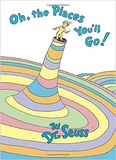 Oh, the Places
You'll Go!
By
Dr. Seuss